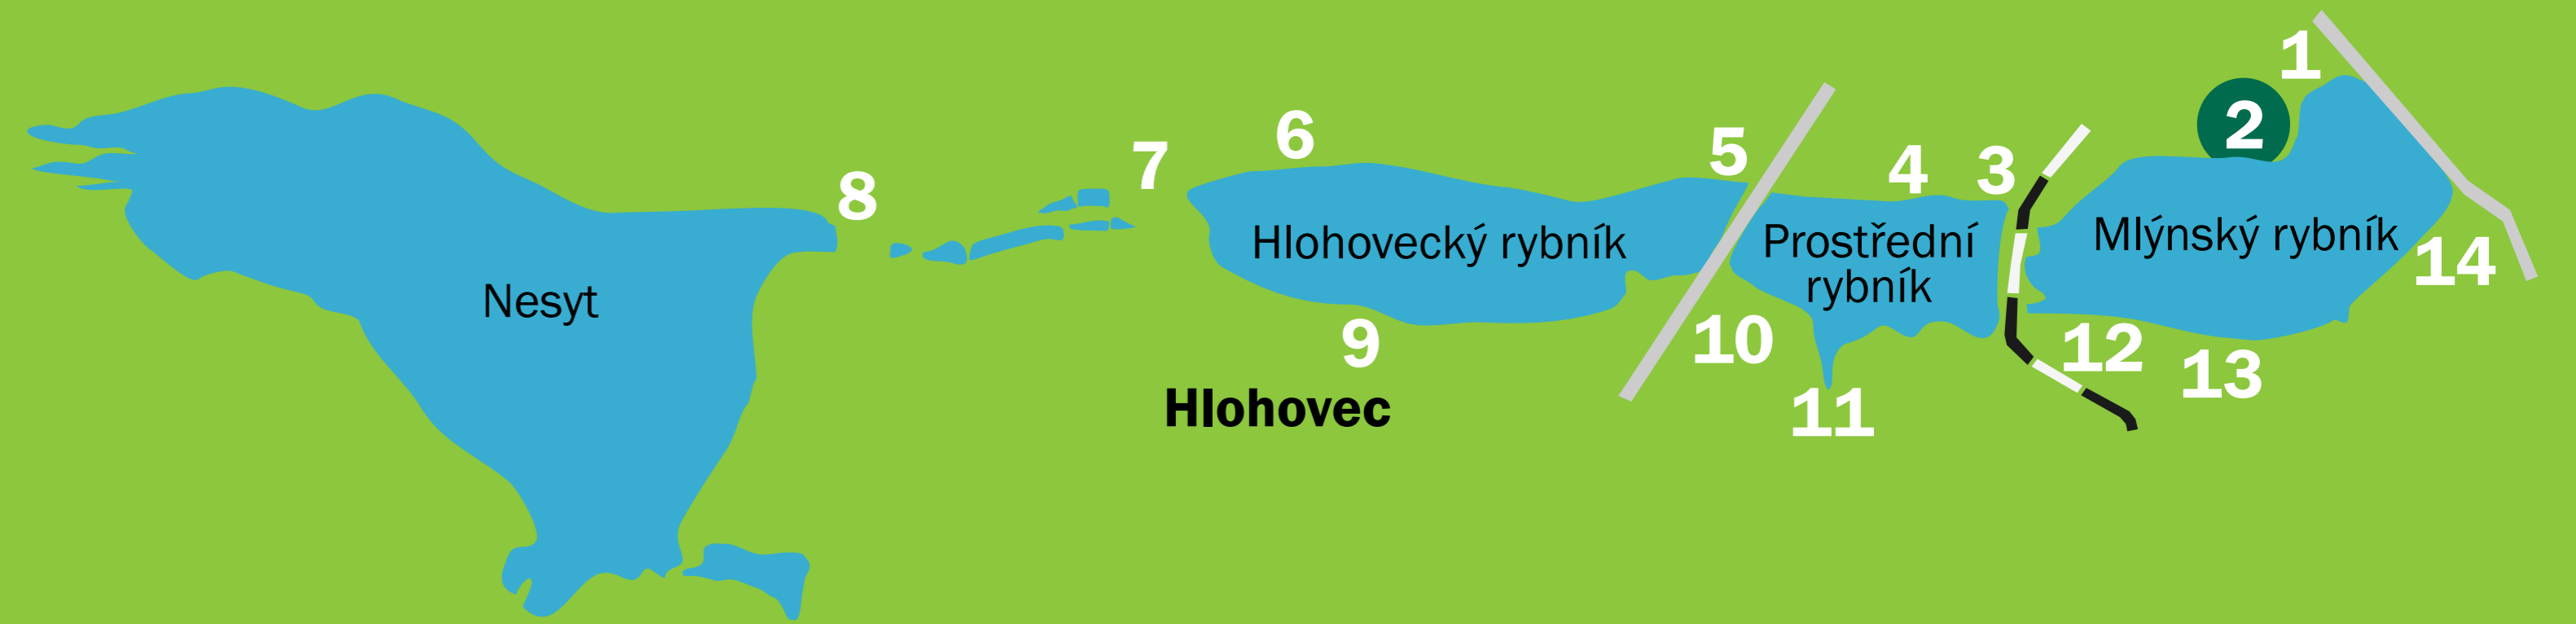 1
2
3
4
5
6
7
8
Hlohovecký rybník
Prostřední
rybník
Mlýnský rybník
Nesyt
14
9
10
12
13
11
Hlohovec